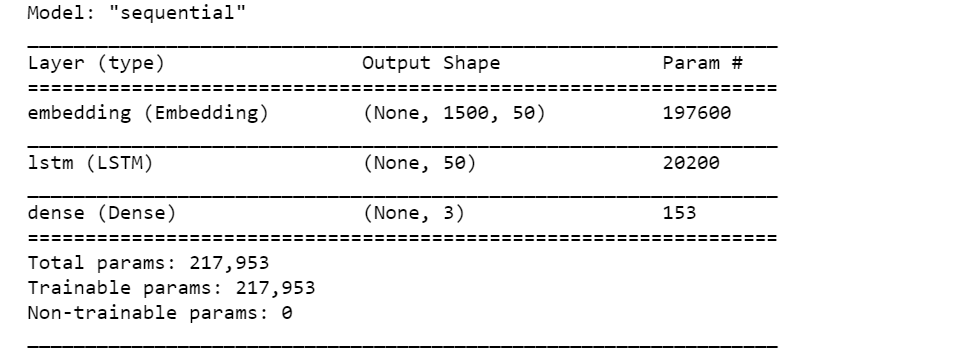 Model: "sequential"
_________________________________________________________________
Layer (type)                 Output Shape              Param #
=================================================================
embedding (Embedding)        (None, 1500, 50)          197600
_________________________________________________________________
lstm (LSTM)                  (None, 50)                20200
_________________________________________________________________
dense (Dense)                (None, 3)                 153
=================================================================
Total params: 217,953
Trainable params: 217,953
Non-trainable params: 0
_________________________________________________________________